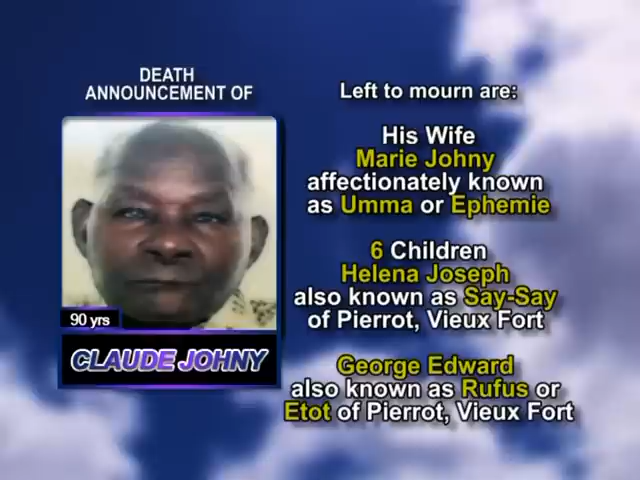 DEATH
ANNOUNCEMENT OF
90 yrs
CLAUDE JOHNY
Left to mourn are:
His Wife
Marie Johny
affectionately known
as Umma or Ephemie
6 Children
Helena Joseph
also known as Say-Say
of Pierrot, Vieux Fort
George Edward
also known as Rufus or
Etot of Pierrot, Vieux Fort